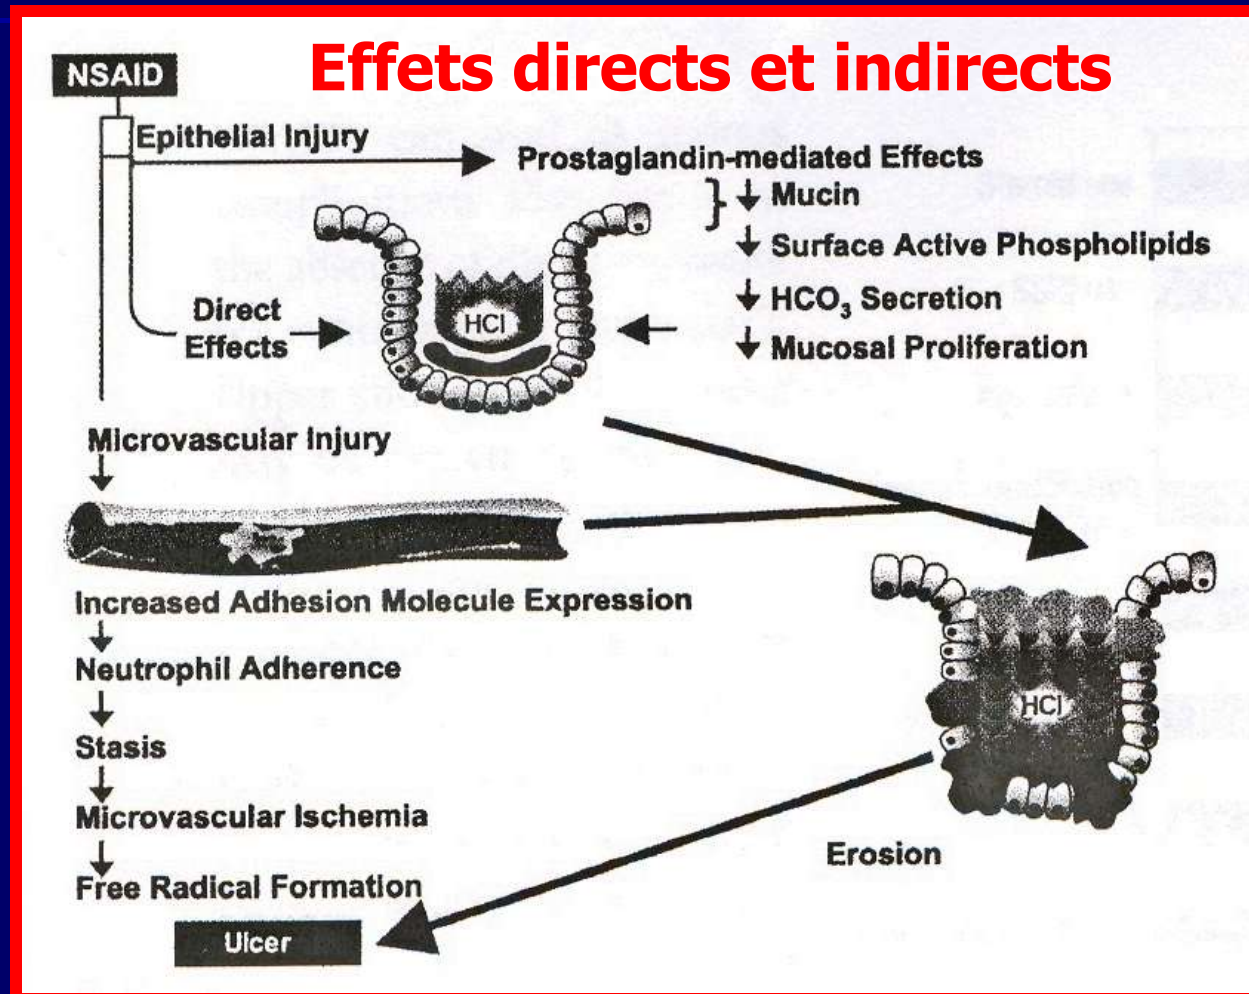 Effets directs et indirects
NSAID
Epithelial Injury
Prostaglandin-mediated Effects
Mucin
Surface Active Phospholipids
HCO₃ Secretion
Mucosal Proliferation
Direct
Effects
HCl
Microvascular Injury
Increased Adhesion Molecule Expression
Neutrophil Adherence
Stasis
Microvascular Ischemia
Free Radical Formation
Ulcer
HCl
Erosion